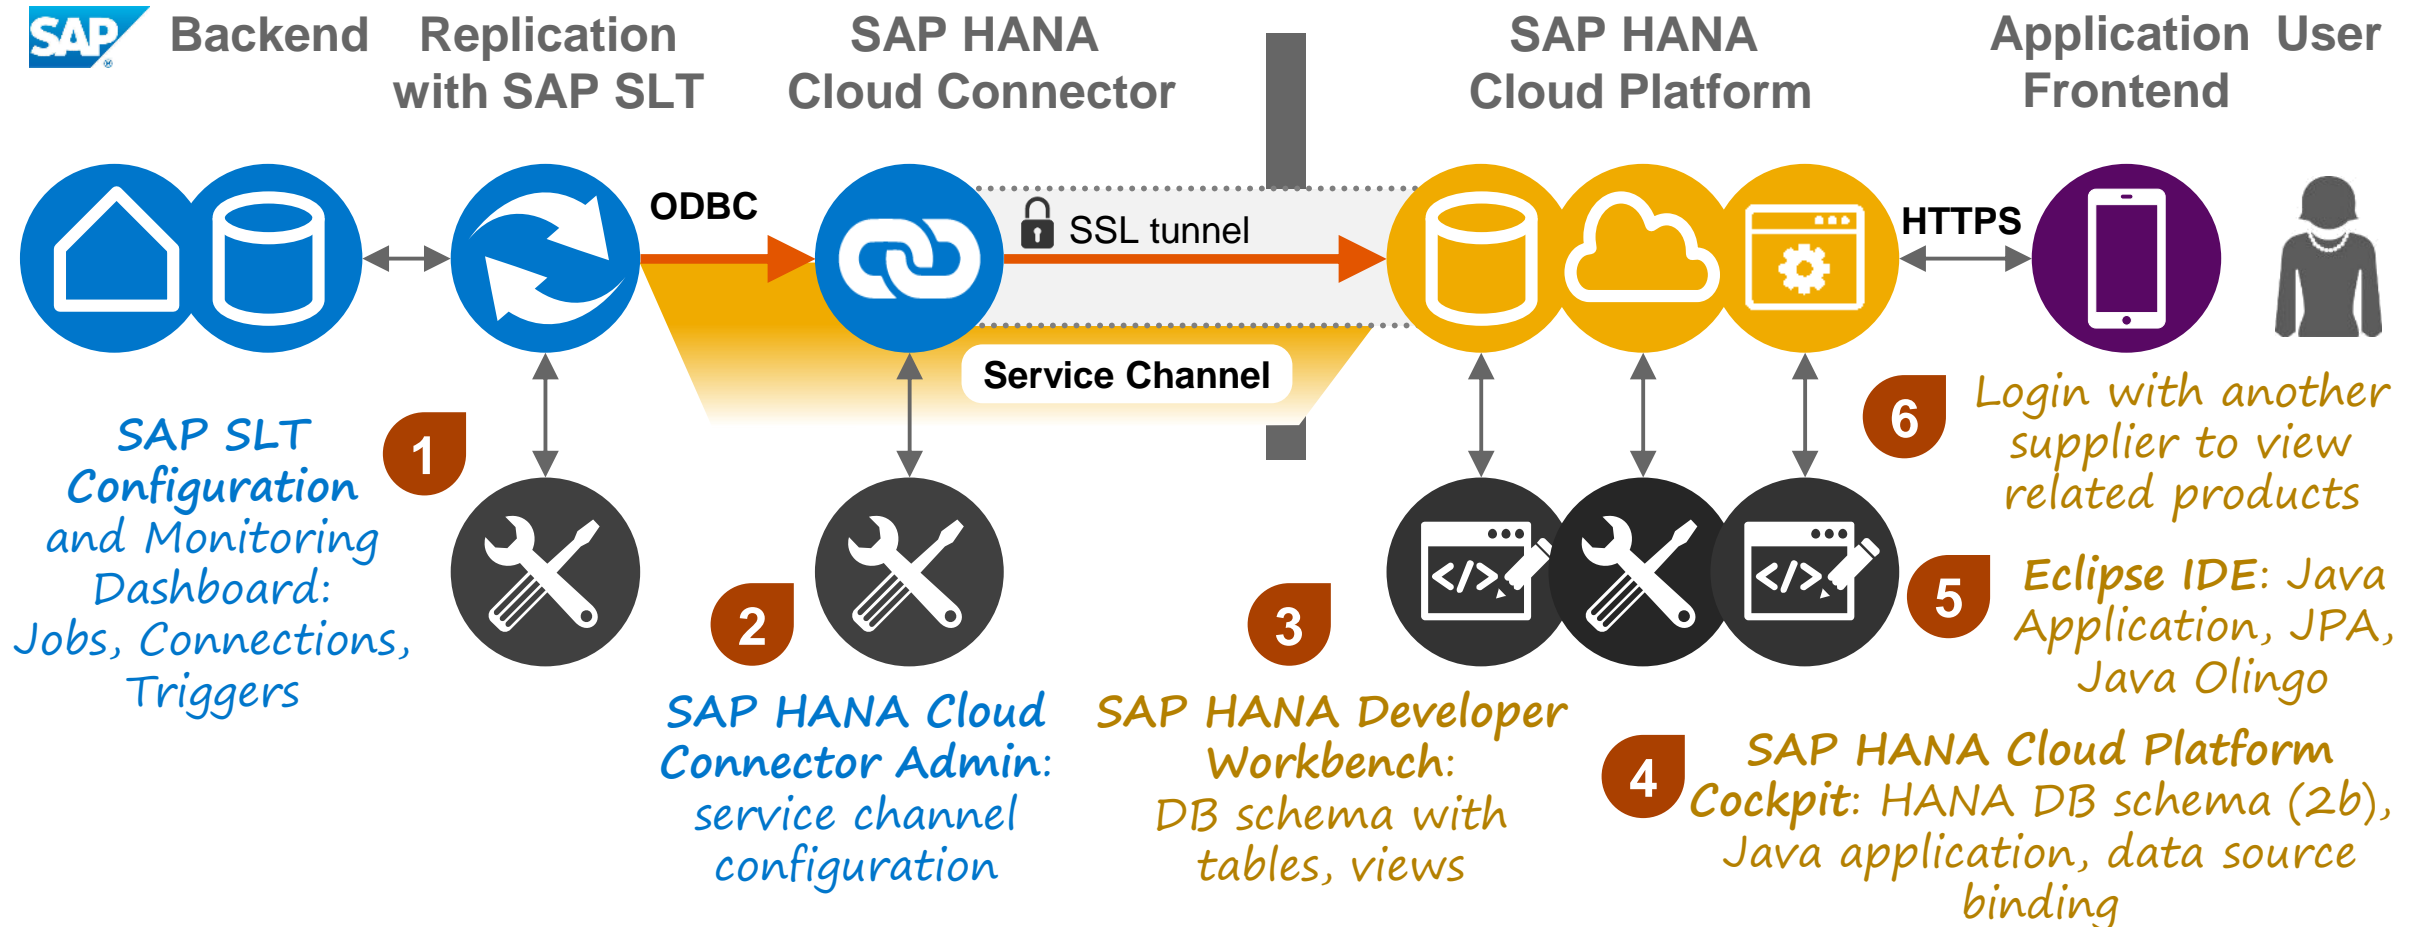 SAP
Backend
Replication
with SAP SLT
SAP HANA
Cloud Connector
SAP HANA
Cloud Platform
Application
Frontend
User
ODBC
SSL tunnel
HTTPS
Service Channel
1
SAP SLT
Configuration
and Monitoring
Dashboard:
Jobs, Connections,
Triggers
2
SAP HANA Cloud
Connector Admin:
service channel
configuration
3
SAP HANA Developer
Workbench:
DB schema with
tables, views
</>
</>
6
Login with another
supplier to view
related products
5
Eclipse IDE: Java
Application, JPA,
Java Olingo
4
SAP HANA Cloud Platform
Cockpit: HANA DB schema (2b),
Java application, data source
binding